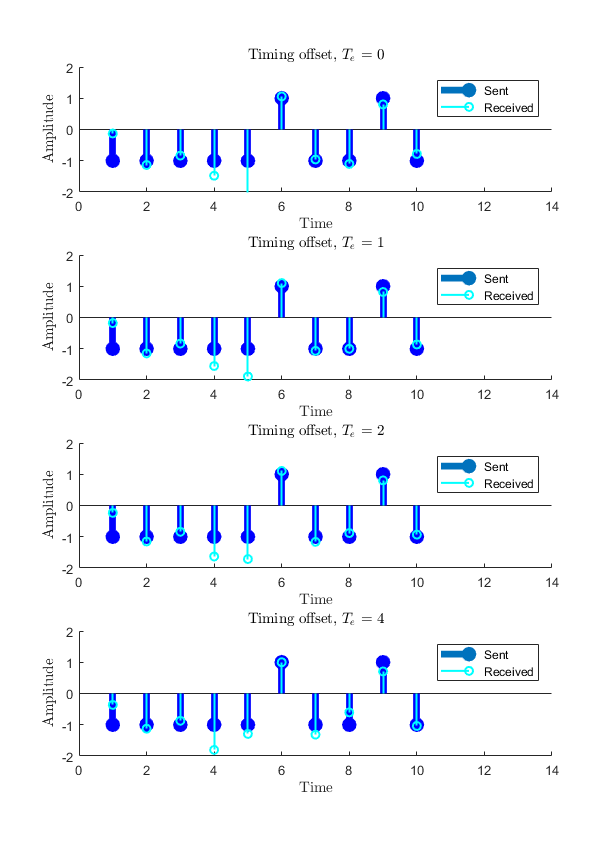 Timing offset, Tₑ = 0
2
1
0
-1
-2
Amplitude
Sent
Received
0 2 4 6 8 10 12 14
Time
Timing offset, Tₑ = 1
2
1
0
-1
-2
Amplitude
Sent
Received
0 2 4 6 8 10 12 14
Time
Timing offset, Tₑ = 2
2
1
0
-1
-2
Amplitude
Sent
Received
0 2 4 6 8 10 12 14
Time
Timing offset, Tₑ = 4
2
1
0
-1
-2
Amplitude
Sent
Received
0 2 4 6 8 10 12 14
Time